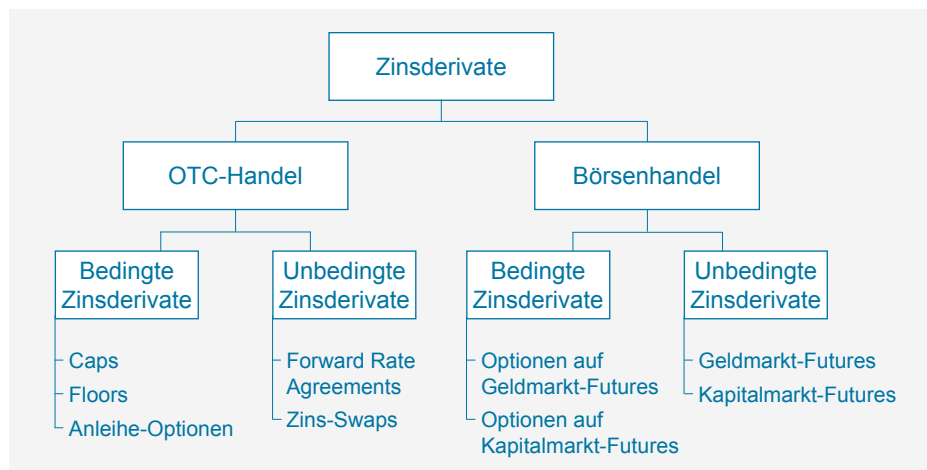 Zinsderivate
OTC-Handel
Börsenhandel
Bedingte
Zinsderivate
Unbedingte
Zinsderivate
Bedingte
Zinsderivate
Unbedingte
Zinsderivate
Caps
Floors
Anleihe-Optionen
Forward Rate
Agreements
Zins-Swaps
Optionen auf
Geldmarkt-Futures
Optionen auf
Kapitalmarkt-Futures
Geldmarkt-Futures
Kapitalmarkt-Futures